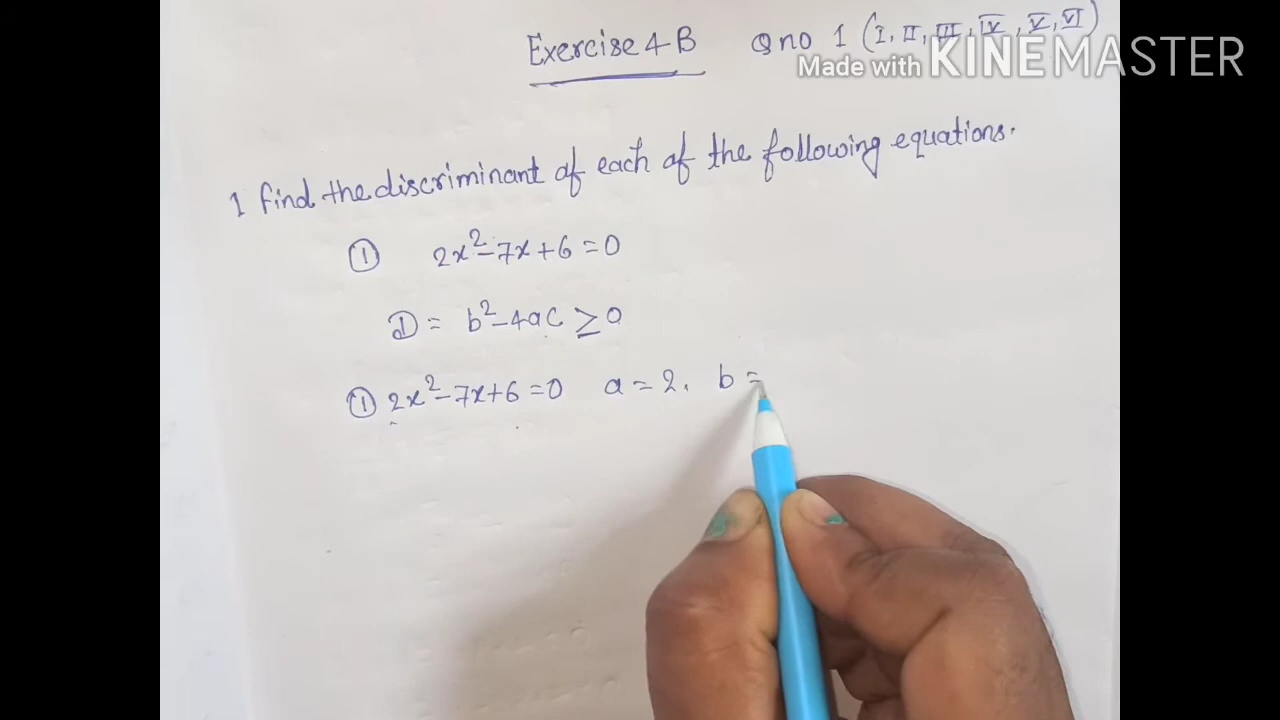 Exercise 4B Q no 1 (I, II, III, IV, V, VI)
Made with KINEMASTER
1 find the discriminant of each of the following equations.
① 2x²-7x+6=0
D = b²-4ac ≥ 0
① 2x²-7x+6=0 a=2. b=